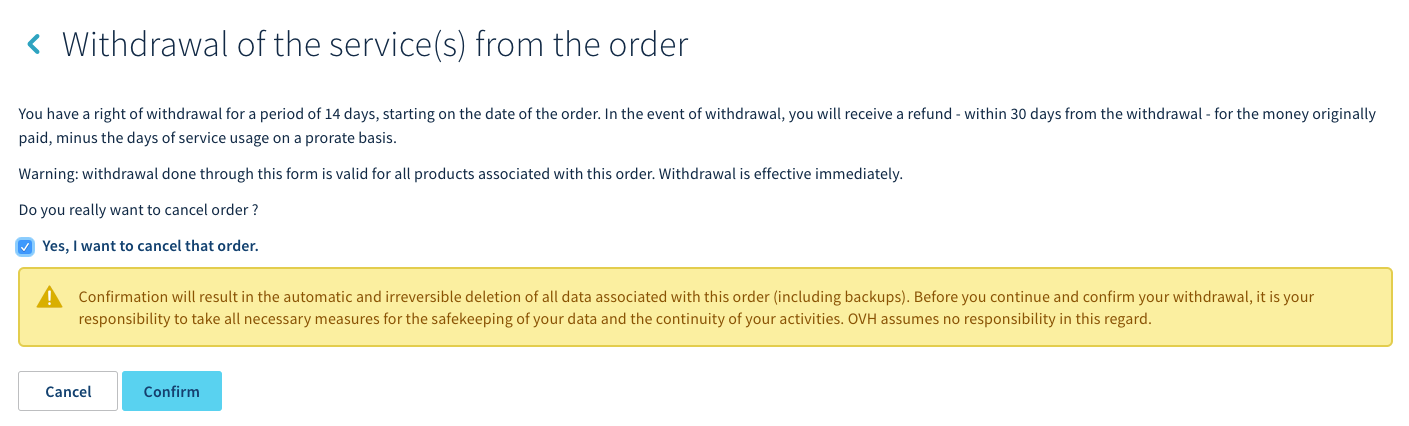 Withdrawal of the service(s) from the order
You have a right of withdrawal for a period of 14 days, starting on the date of the order. In the event of withdrawal, you will receive a refund - within 30 days from the withdrawal - for the money originally
paid, minus the days of service usage on a prorate basis.
Warning: withdrawal done through this form is valid for all products associated with this order. Withdrawal is effective immediately.
Do you really want to cancel order ?
Yes, I want to cancel that order.
Confirmation will result in the automatic and irreversible deletion of all data associated with this order (including backups). Before you continue and confirm your withdrawal, it is your
responsibility to take all necessary measures for the safekeeping of your data and the continuity of your activities. OVH assumes no responsibility in this regard.
Cancel Confirm